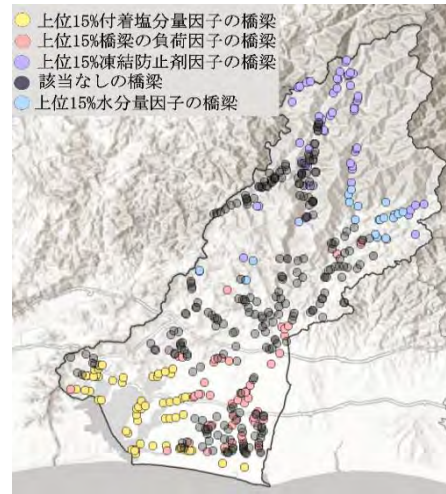 上位15%付着塩分量因子の橋梁
上位15%橋梁の負荷因子の橋梁
上位15%凍結防止剤因子の橋梁
該当なしの橋梁
上位15%水分量因子の橋梁